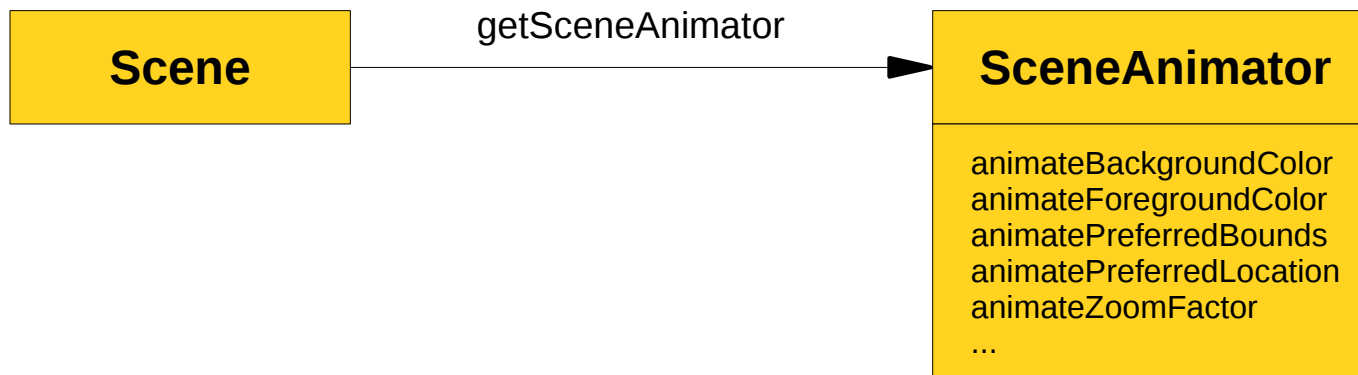 getSceneAnimator
Scene
SceneAnimator
animateBackgroundColor
animateForegroundColor
animatePreferredBounds
animatePreferredLocation
animateZoomFactor
...